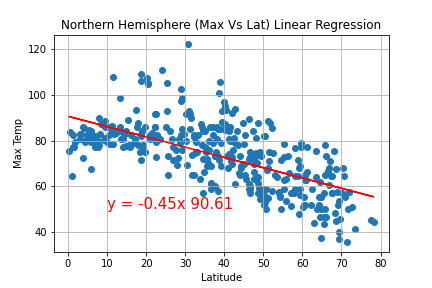 Northern Hemisphere (Max Vs Lat) Linear Regression
120
100
80
60
40
Max Temp
y = -0.45x 90.61
0 10 20 30 40 50 60 70 80
Latitude